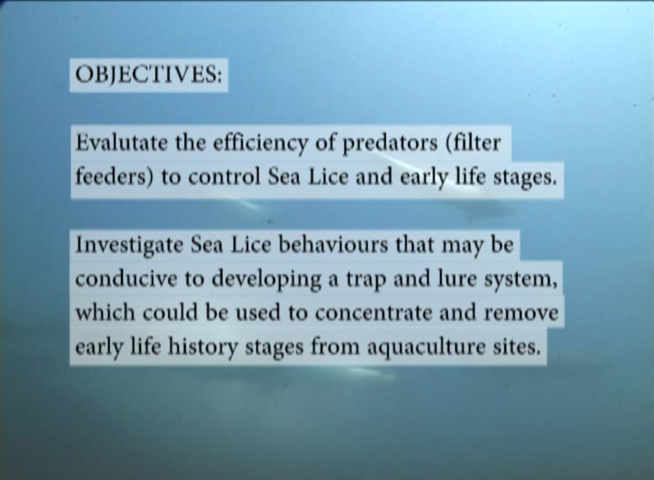 OBJECTIVES:
Evalutate the efficiency of predators (filter
feeders) to control Sea Lice and early life stages.
Investigate Sea Lice behaviours that may be
conducive to developing a trap and lure system,
which could be used to concentrate and remove
early life history stages from aquaculture sites.